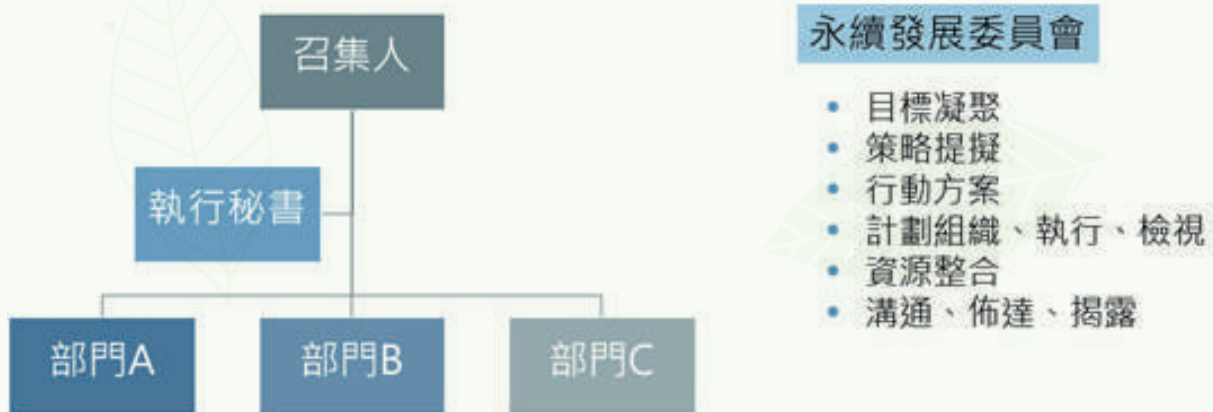 召集人
執行秘書
部門A
部門B
部門C
永續發展委員會
• 目標凝聚
• 策略提擬
• 行動方案
• 計劃組織、執行、檢視
• 資源整合
• 溝通、佈達、揭露